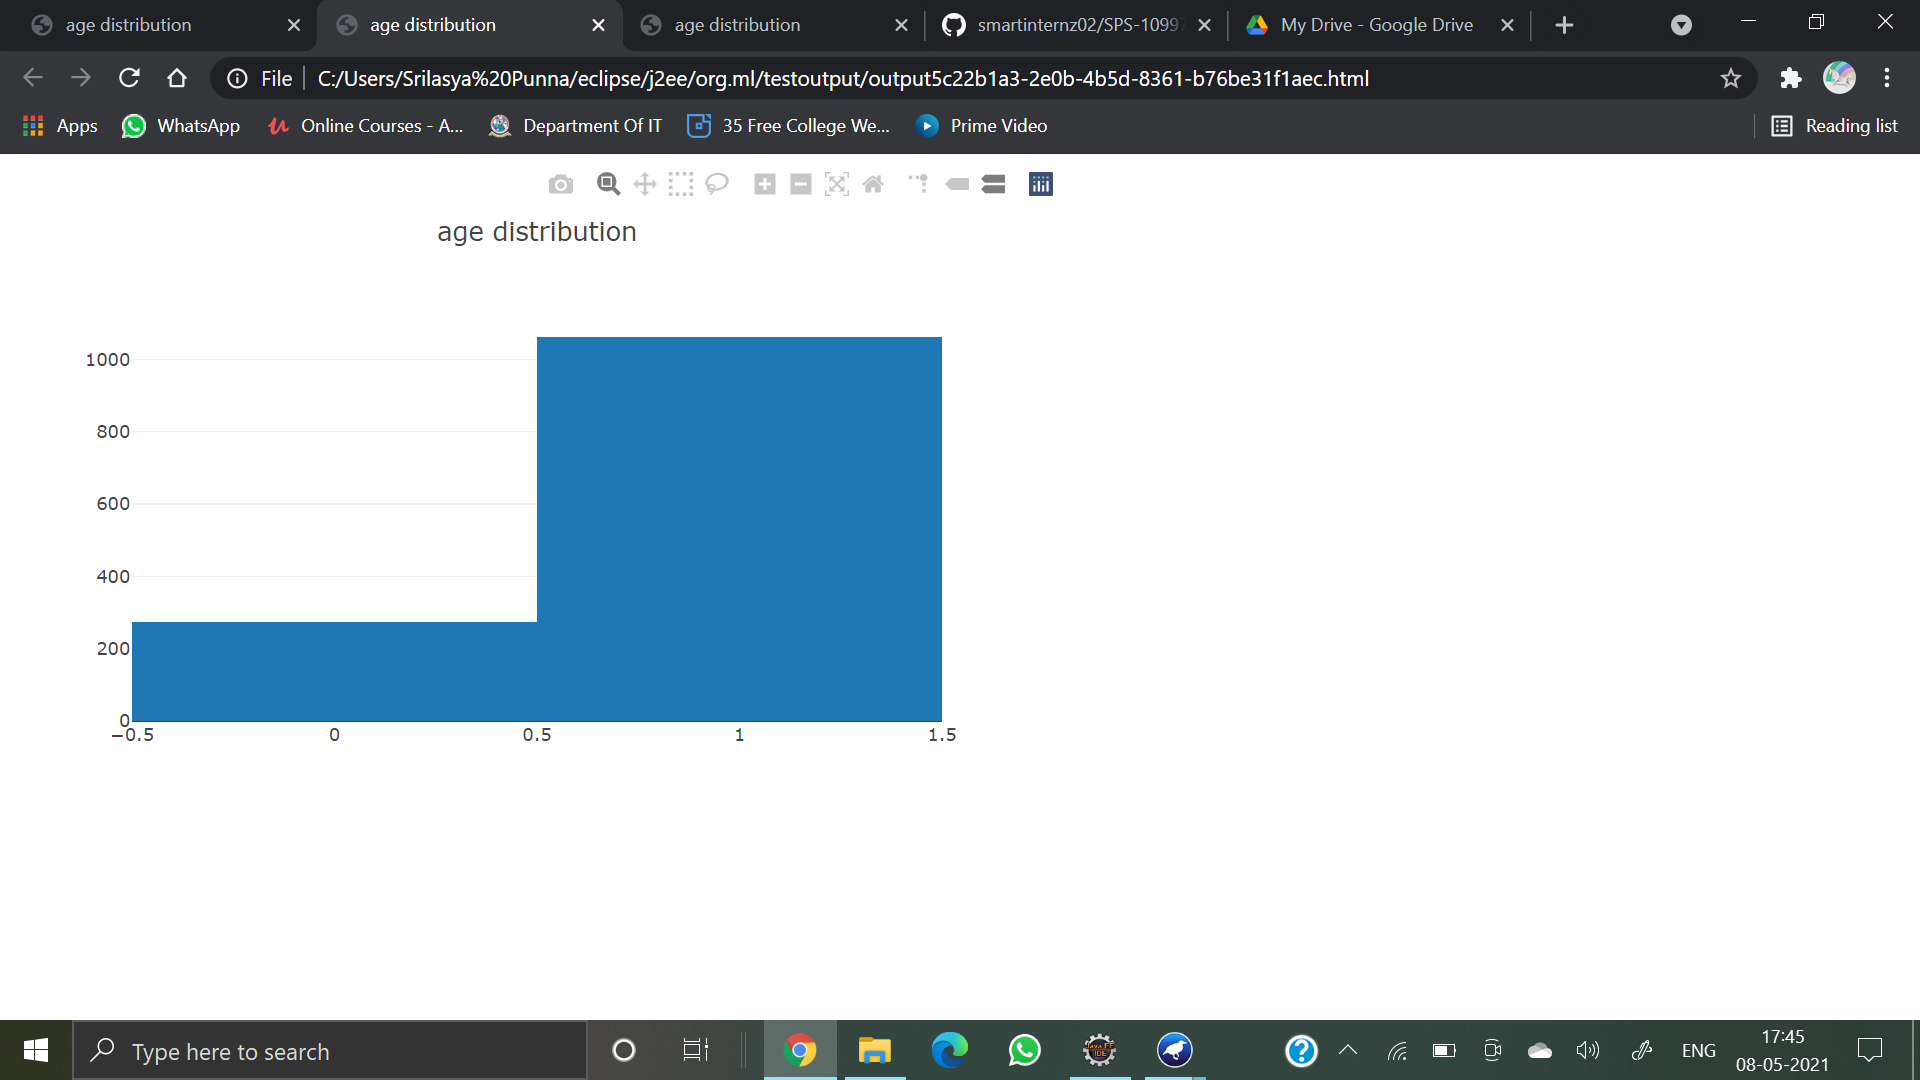 age distribution
age distribution
age distribution
smartinternz02/SPS-1099
My Drive - Google Drive
File
C:/Users/Srilasya%20Punna/eclipse/j2ee/org.ml/testoutput/output5c22b1a3-2e0b-4b5d-8361-b76be31f1aec.html
Apps
WhatsApp
Online Courses - A...
Department Of IT
35 Free College We...
Prime Video
Reading list
age distribution
1000
800
600
400
200
0
−0.5
0
0.5
1
1.5
Type here to search
Java EE
IDE
ENG
17:45
08-05-2021